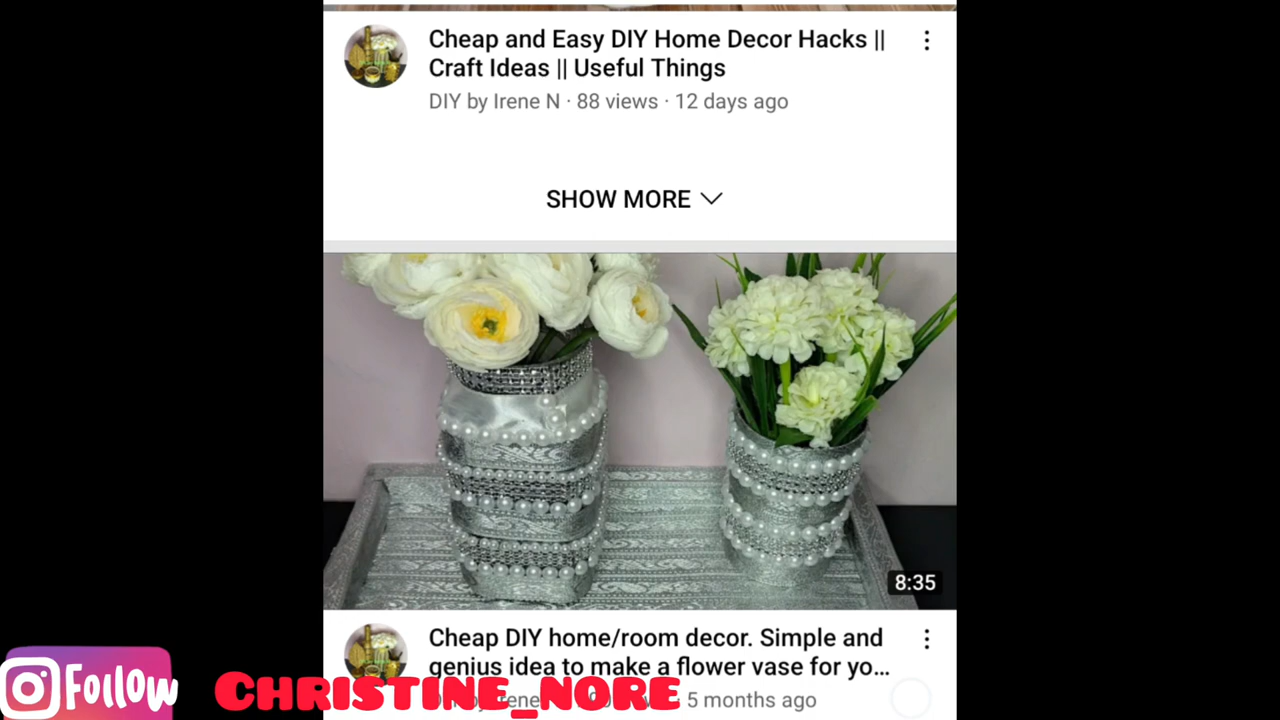 Cheap and Easy DIY Home Decor Hacks ||
Craft Ideas || Useful Things
DIY by Irene N · 88 views · 12 days ago
SHOW MORE
8:35
Cheap DIY home/room decor. Simple and
genius idea to make a flower vase for yo...
5 months ago
Follow CHRISTINE_NORE